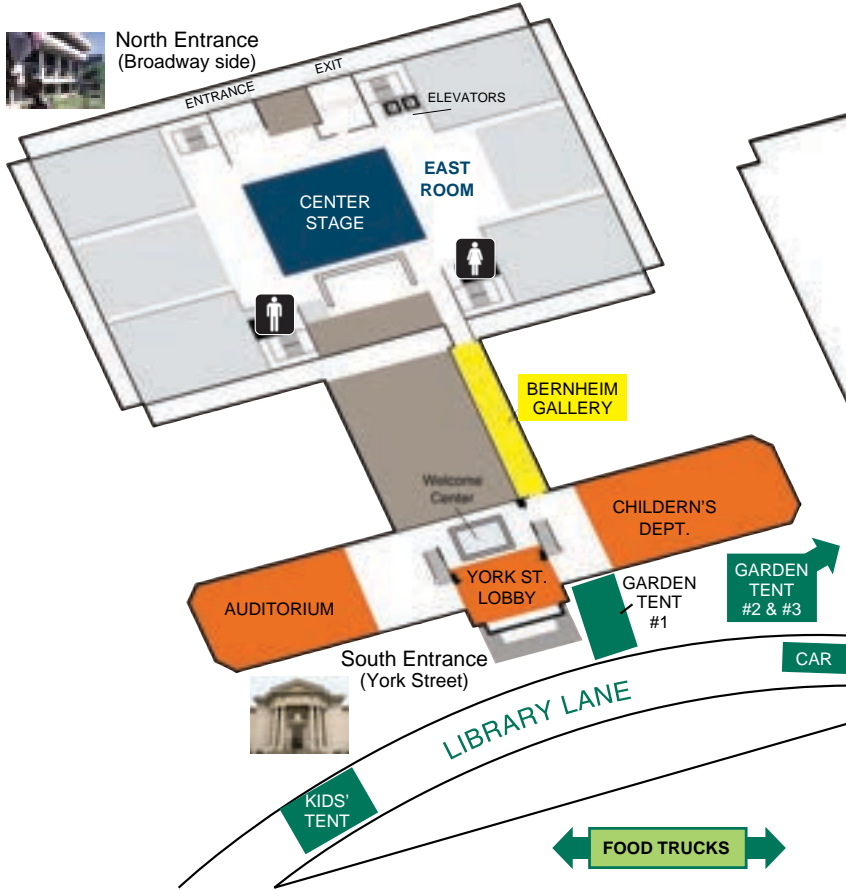 North Entrance
(Broadway side)
EXIT
ENTRANCE
ELEVATORS
EAST
ROOM
CENTER
STAGE
BERNHEIM
GALLERY
Welcome
Center
CHILDERN'S
DEPT.
YORK ST.
LOBBY
AUDITORIUM
GARDEN
TENT
#1
GARDEN
TENT
#2 & #3
South Entrance
(York Street)
CAR
LIBRARY LANE
KIDS'
TENT
FOOD TRUCKS